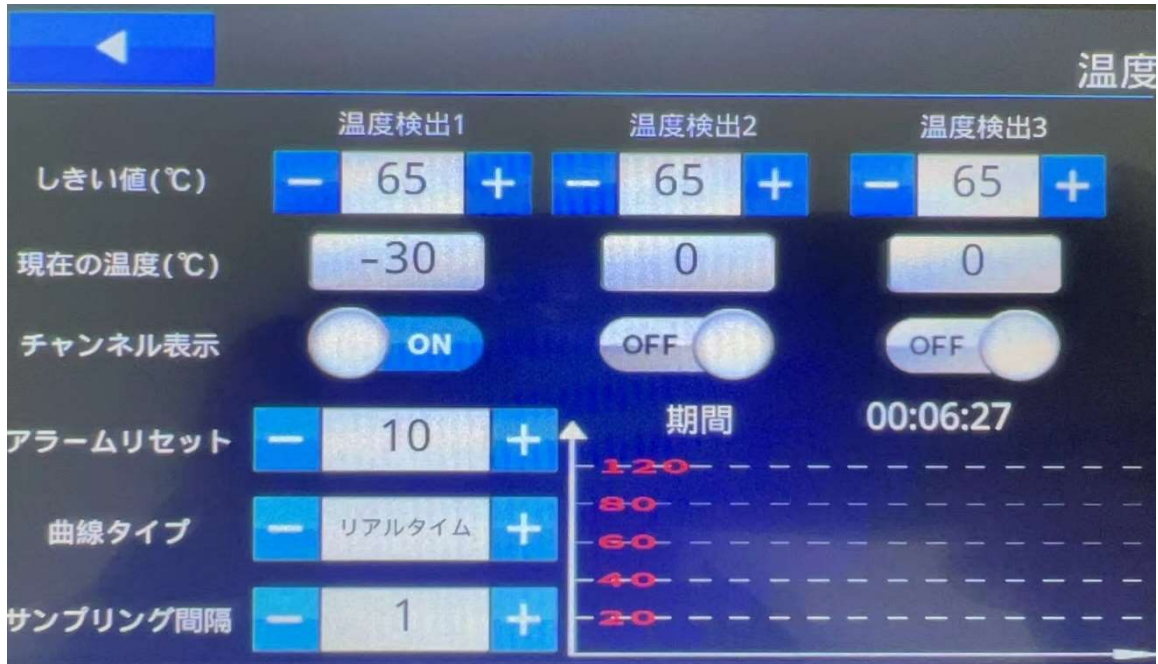 温度
温度検出1 温度検出2 温度検出3
しきい値(℃) − 65 + − 65 + − 65 +
現在の温度(℃) -30 0 0
チャンネル表示 ON OFF OFF
期間 00:06:27
アラームリセット − 10 +
120
80
曲線タイプ − リアルタイム +
60
40
サンプリング間隔 − 1 +
20